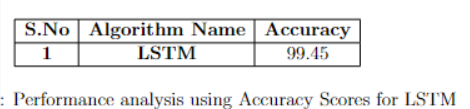 S.No Algorithm Name Accuracy
1 LSTM 99.45
: Performance analysis using Accuracy Scores for LSTM